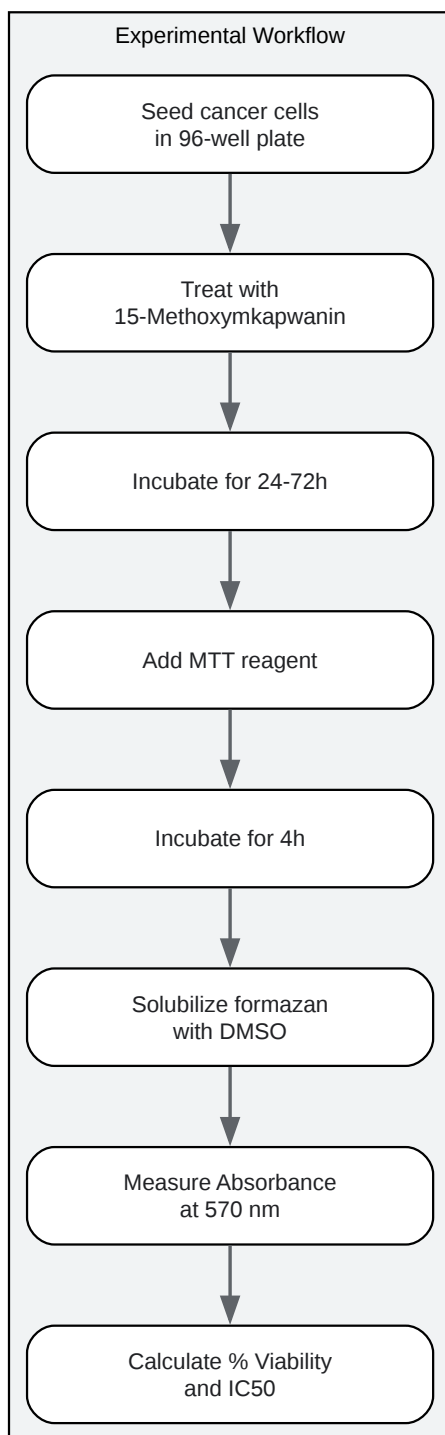 Experimental Workflow
Seed cancer cells
in 96-well plate
Treat with
15-Methoxymkapwanin
Incubate for 24-72h
Add MTT reagent
Incubate for 4h
Solubilize formazan
with DMSO
Measure Absorbance
at 570 nm
Calculate % Viability
and IC50